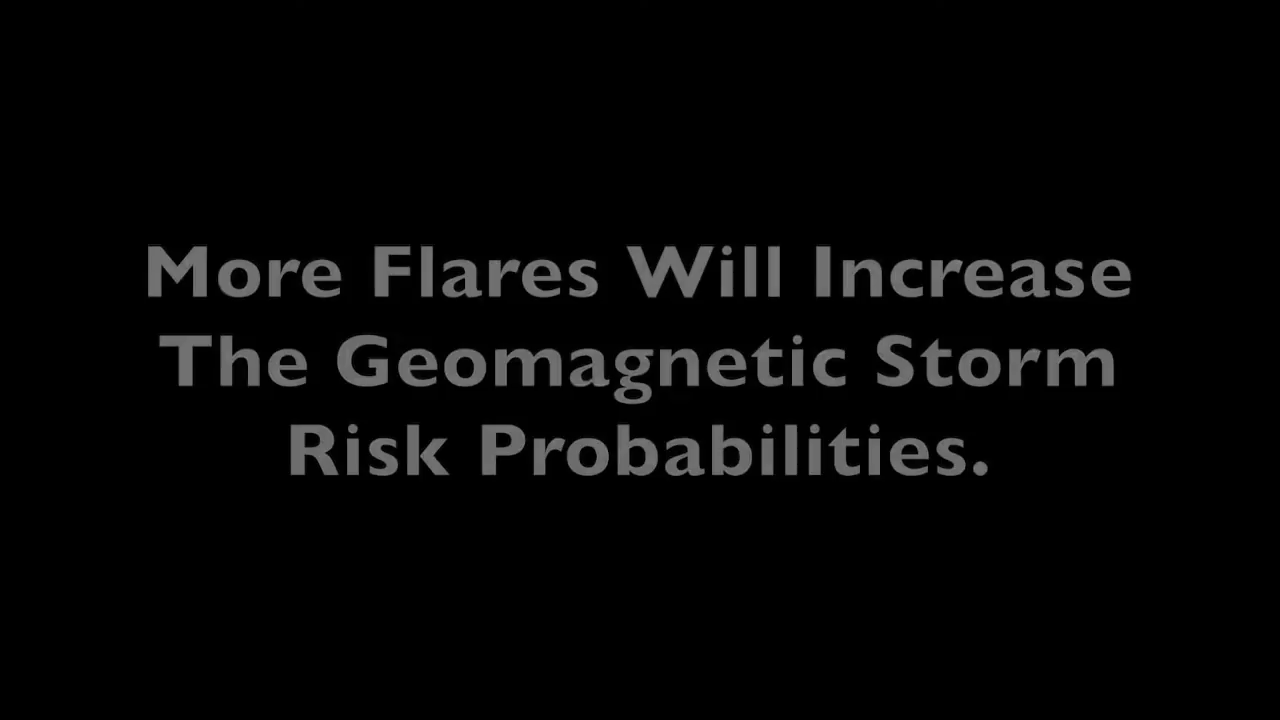 More Flares Will Increase
The Geomagnetic Storm
Risk Probabilities.